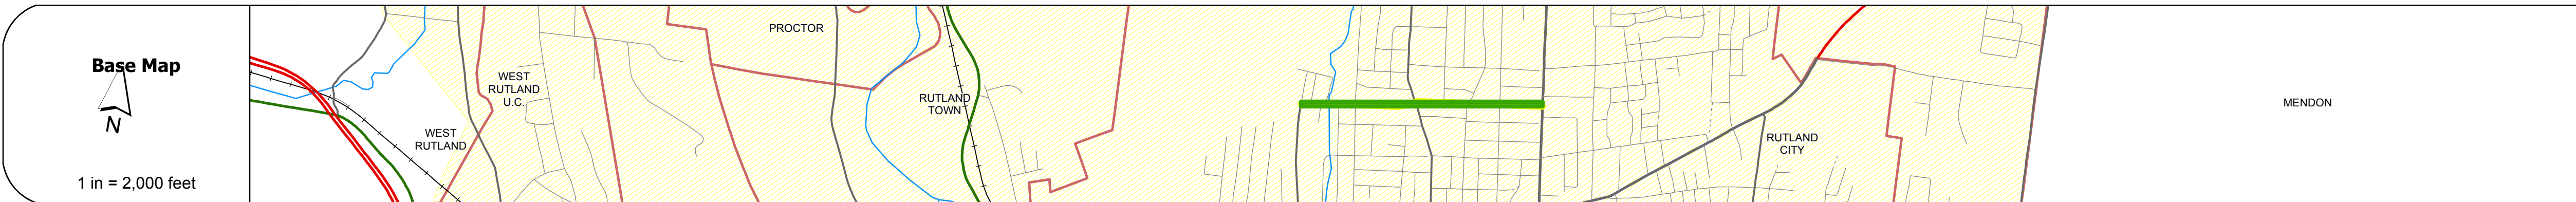 Base Map
N
1 in = 2,000 feet
WEST
RUTLAND
WEST
RUTLAND
U.C.
PROCTOR
RUTLAND
TOWN
RUTLAND
CITY
MENDON